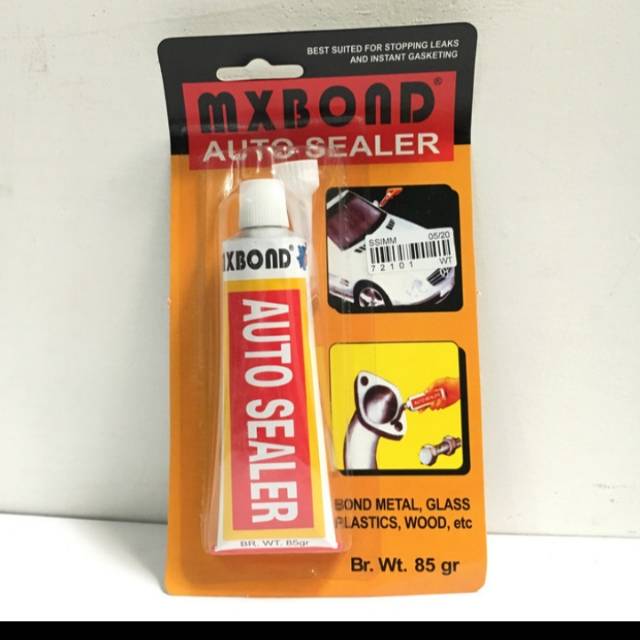 BEST SUITED FOR STOPPING LEAKS
AND INSTANT GASKETING
MXBOND®
AUTO SEALER
SSIMM 05/20
72101 WT
MXBOND®
AUTO SEALER
BR. WT. 85gr
BOND METAL, GLASS
PLASTICS, WOOD, etc
Br. Wt. 85 gr